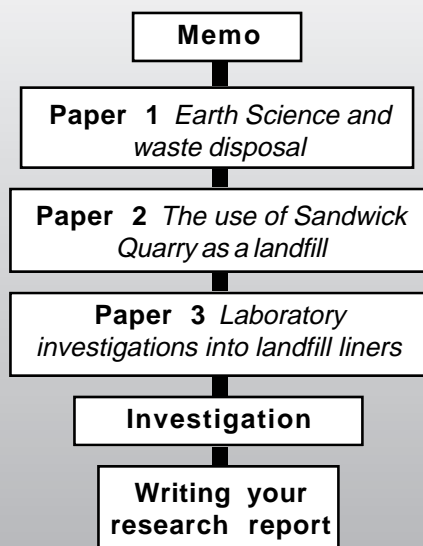 Memo
Paper 1 Earth Science and
waste disposal
Paper 2 The use of Sandwick
Quarry as a landfill
Paper 3 Laboratory
investigations into landfill liners
Investigation
Writing your
research report